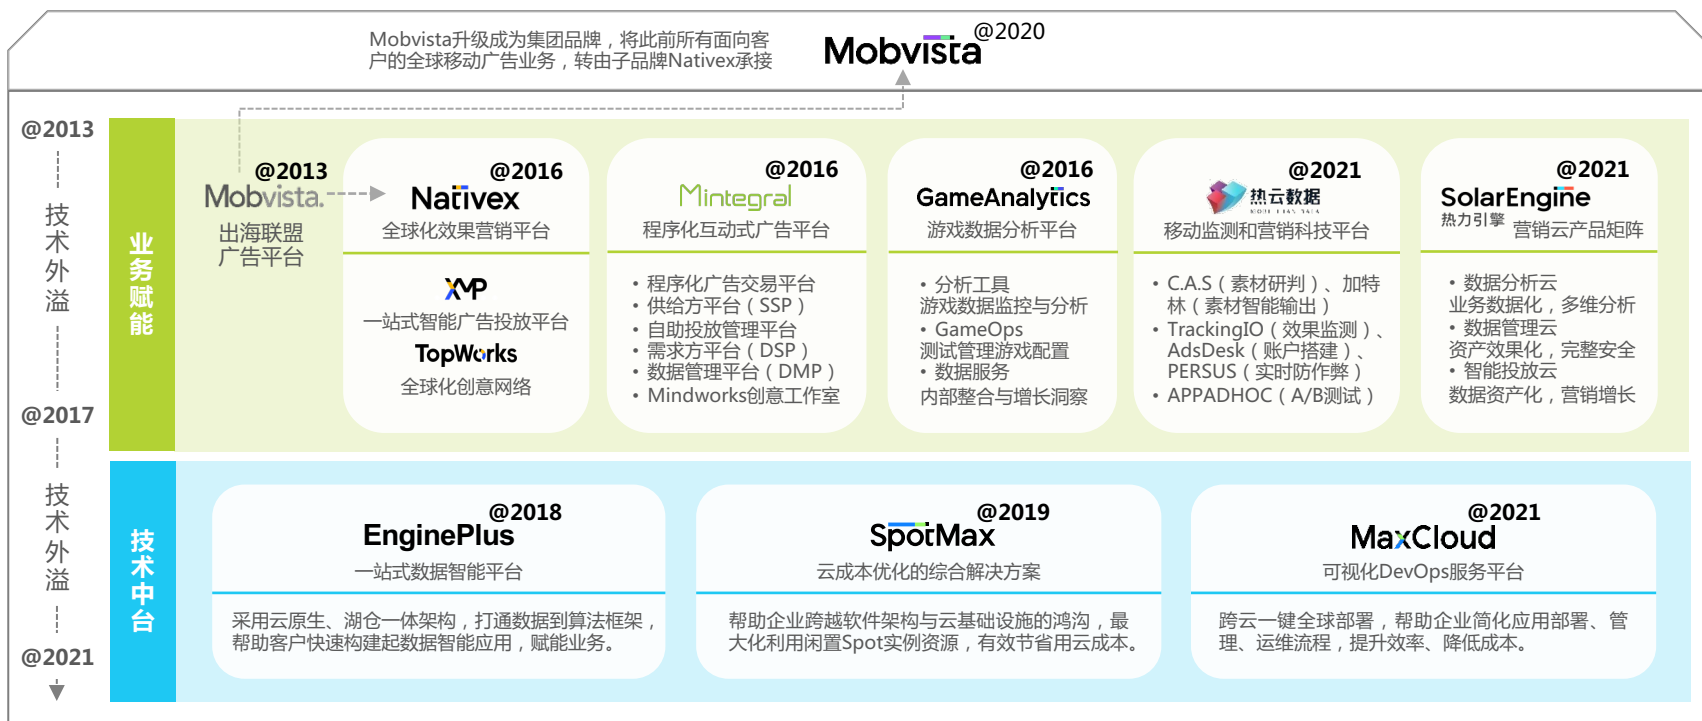 Mobvista升级成为集团品牌，将此前所有面向客
户的全球移动广告业务，转由子品牌Nativex承接
Mobvista
@2020
@2013
技术外溢
@2017
技术外溢
@2021
业务赋能
@2013
Mobvista.
出海联盟
广告平台
@2016
Nativex
全球化效果营销平台
XMP
一站式智能广告投放平台
TopWorks
全球化创意网络
@2016
Mintegral
程序化互动式广告平台
• 程序化广告交易平台
• 供给方平台（SSP）
• 自助投放管理平台
• 需求方平台（DSP）
• 数据管理平台（DMP）
• Mindworks创意工作室
@2016
GameAnalytics
游戏数据分析平台
• 分析工具
游戏数据监控与分析
• GameOps
测试管理游戏配置
• 数据服务
内部整合与增长洞察
@2021
热云数据
移动监测和营销科技平台
• C.A.S（素材研判）、加特
林（素材智能输出）
• TrackingIO（效果监测）、
AdsDesk（账户搭建）、
PERSUS（实时防作弊）
• APPADHOC（A/B测试）
@2021
SolarEngine
热力引擎
营销云产品矩阵
• 数据分析云
业务数据化，多维分析
• 数据管理云
资产效果化，完整安全
• 智能投放云
数据资产化，营销增长
技术中台
@2018
EnginePlus
一站式数据智能平台
采用云原生、湖仓一体架构，打通数据到算法框架，
帮助客户快速构建起数据智能应用，赋能业务。
@2019
SpotMax
云成本优化的综合解决方案
帮助企业跨越软件架构与云基础设施的鸿沟，最
大化利用闲置Spot实例资源，有效节省用云成本。
@2021
MaxCloud
可视化DevOps服务平台
跨云一键全球部署，帮助企业简化应用部署、管
理、运维流程，提升效率、降低成本。